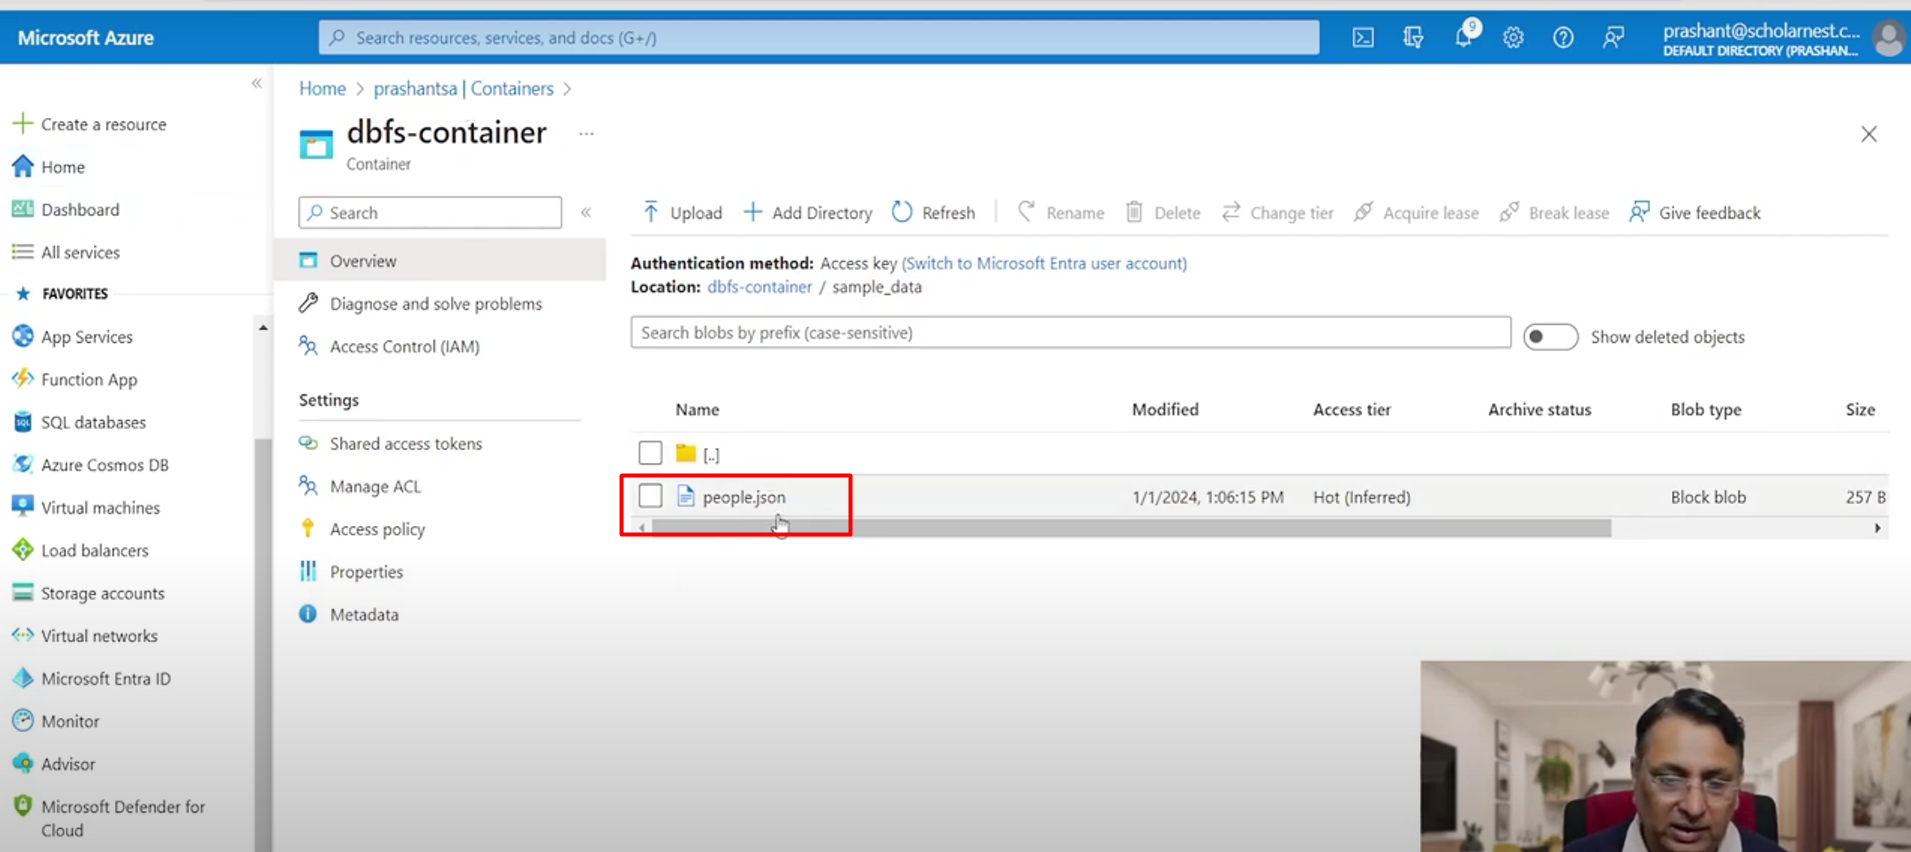 Microsoft Azure
Search resources, services, and docs (G+/)
9
prashant@scholarnest.c...
DEFAULT DIRECTORY (PRASHAN...
«
Create a resource
Home
Dashboard
All services
FAVORITES
App Services
Function App
SQL databases
Azure Cosmos DB
Virtual machines
Load balancers
Storage accounts
Virtual networks
Microsoft Entra ID
Monitor
Advisor
Microsoft Defender for
Cloud
Home > prashantsa | Containers >
dbfs-container ...
Container
Search «
Overview
Diagnose and solve problems
Access Control (IAM)
Settings
Shared access tokens
Manage ACL
Access policy
Properties
Metadata
Upload Add Directory Refresh Rename Delete Change tier Acquire lease Break lease Give feedback
Authentication method: Access key (Switch to Microsoft Entra user account)
Location: dbfs-container / sample_data
Search blobs by prefix (case-sensitive)
Show deleted objects
Name Modified Access tier Archive status Blob type Size
[..]
people.json 1/1/2024, 1:06:15 PM Hot (Inferred) Block blob 257 B